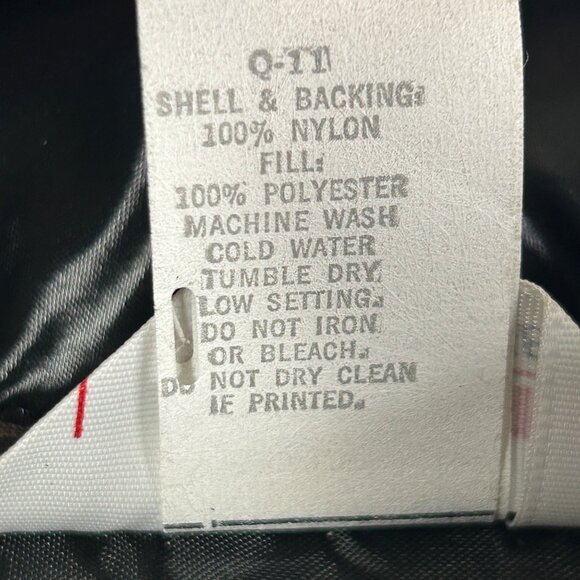 Q-11
SHELL & BACKING:
100% NYLON
FILL:
100% POLYESTER
MACHINE WASH
COLD WATER
TUMBLE DRY
LOW SETTING.
DO NOT IRON
OR BLEACH.
DO NOT DRY CLEAN
IF PRINTED.